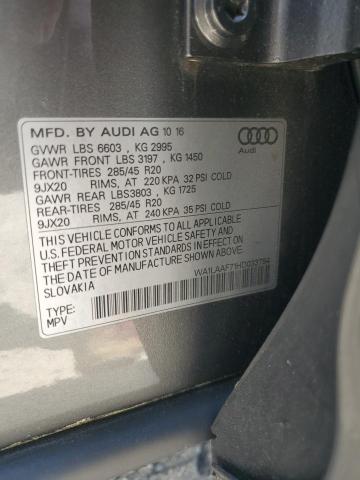 MFD. BY AUDI AG 10 16
GVWR LBS 6603 , KG 2995
GAWR FRONT LBS 3197 , KG 1450
FRONT-TIRES 285/45 R20
9JX20 RIMS, AT 220 KPA 32 PSI COLD
GAWR REAR LBS3803 , KG 1725
REAR-TIRES 285/45 R20
9JX20 RIMS, AT 240 KPA 35 PSI COLD
THIS VEHICLE CONFORMS TO ALL APPLICABLE
U.S. FEDERAL MOTOR VEHICLE SAFETY AND
THEFT PREVENTION STANDARDS IN EFFECT ON
THE DATE OF MANUFACTURE SHOWN ABOVE.
SLOVAKIA
WA1LAAF71HD033794
TYPE:
MPV